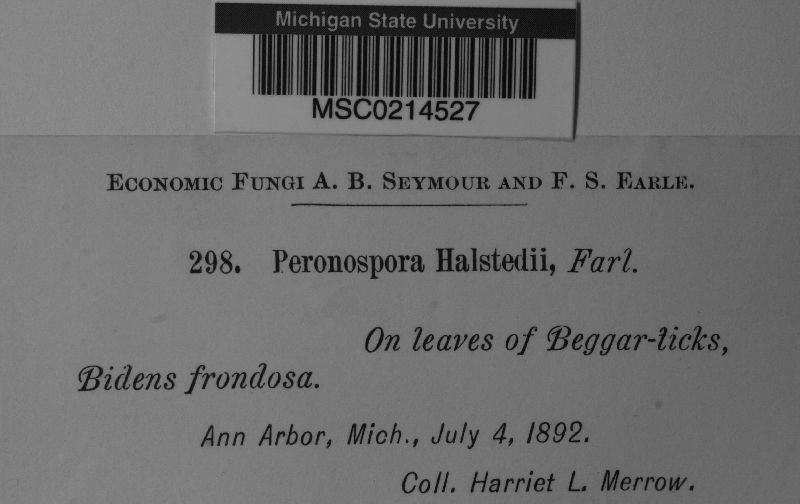 Michigan State University
MSC0214527
Economic Fungi A. B. Seymour and F. S. Earle.
298. Peronospora Halstedii, Farl.
On leaves of Beggar-ticks,
Bidens frondosa.
Ann Arbor, Mich., July 4, 1892.
Coll. Harriet L. Merrow.